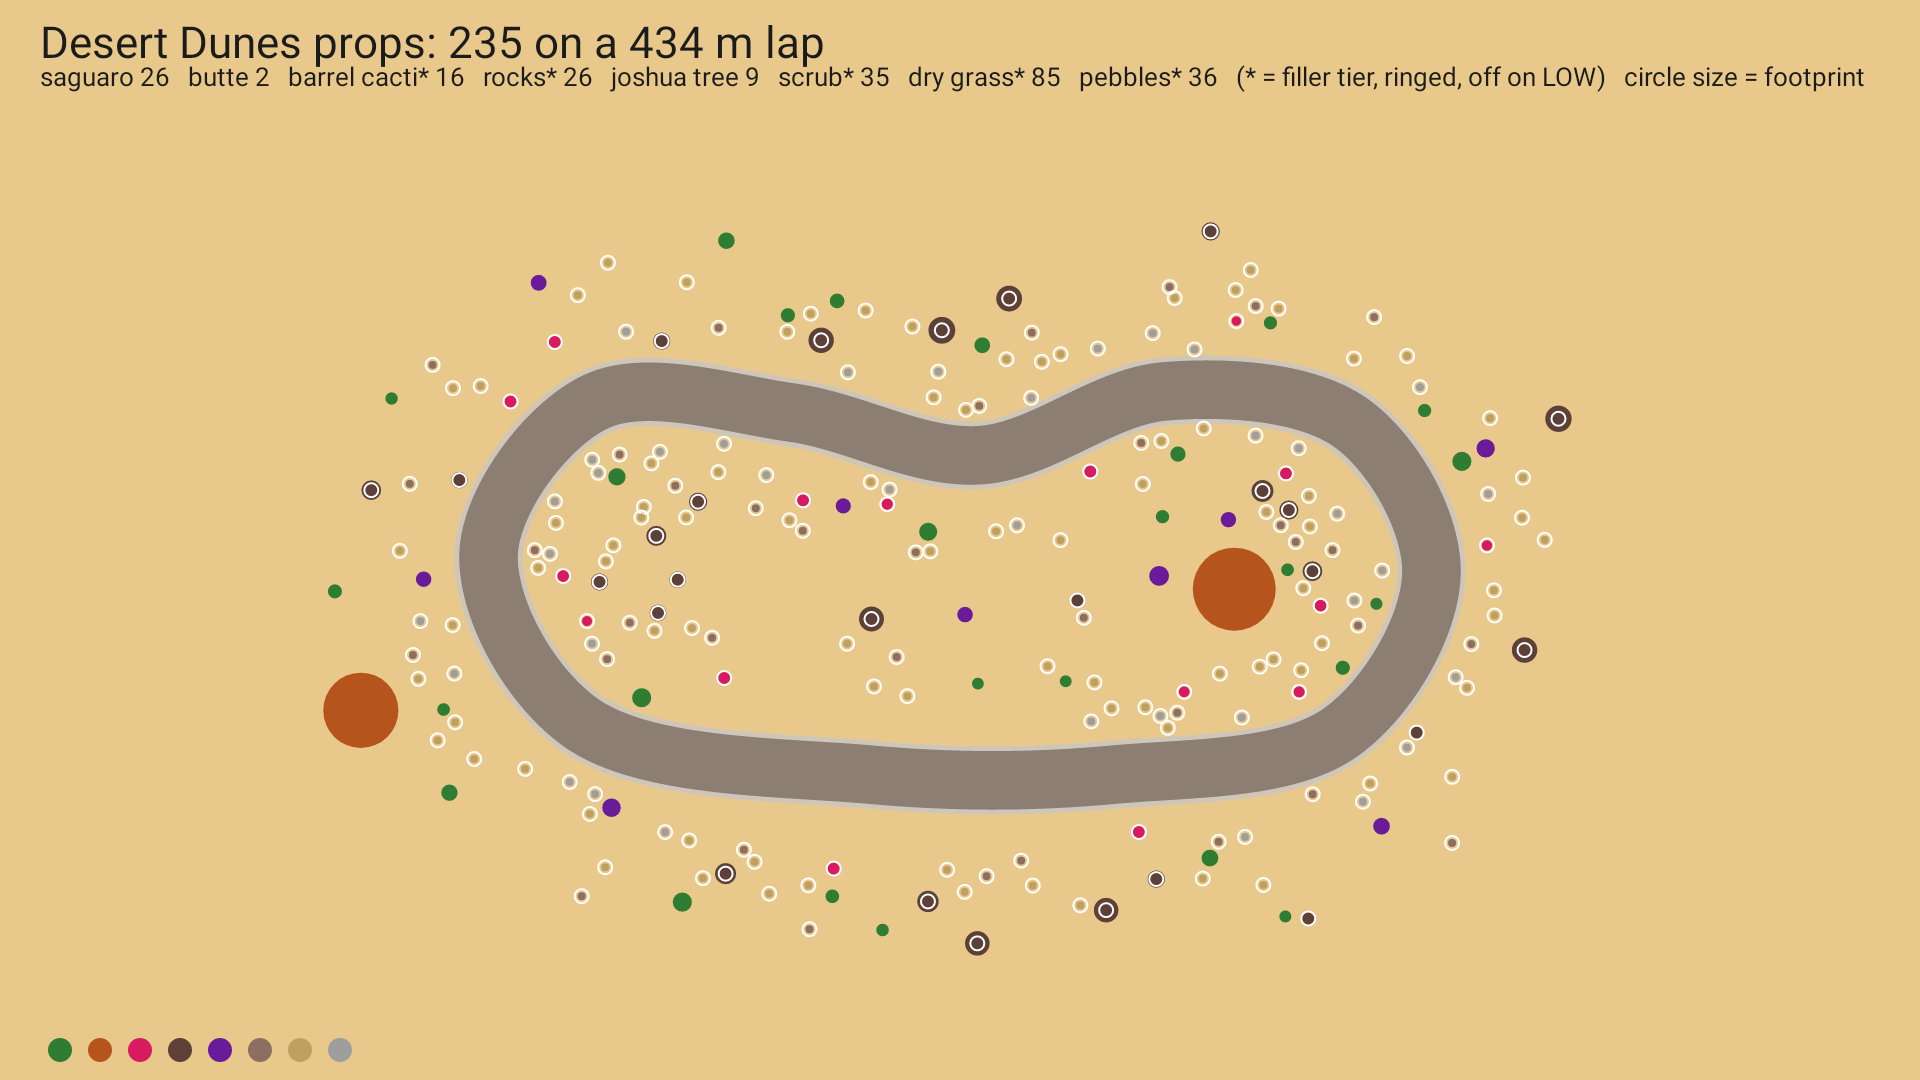 Desert Dunes props: 235 on a 434 m lap
saguaro 26 butte 2 barrel cacti* 16 rocks* 26 joshua tree 9 scrub* 35 dry grass* 85 pebbles* 36 (* = filler tier, ringed, off on LOW) circle size = footprint